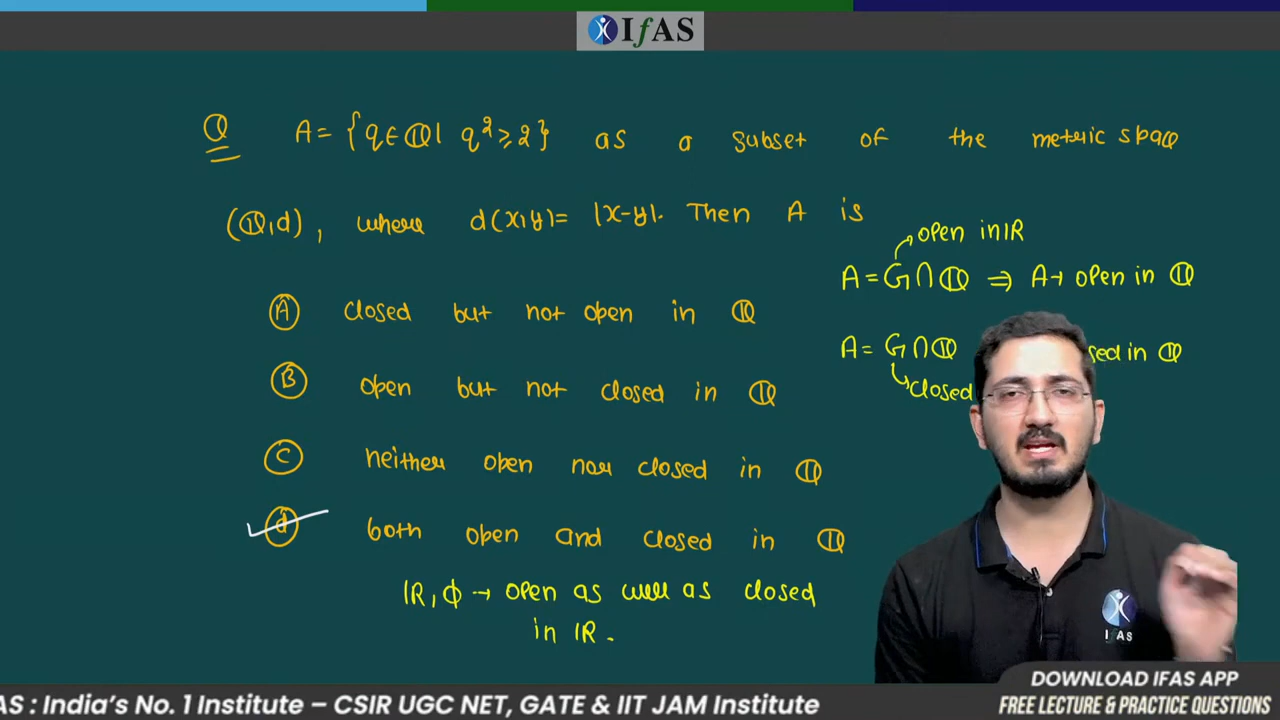 IfAS
Q A = {q ∈ ℚ | q² ≥ 2} as a subset of the metric space
(ℚ,d), where d(x,y) = |x-y|. Then A is
open in IR
A = G ∩ ℚ ⇒ A → open in ℚ
A closed but not open in ℚ
A = G ∩ ℚ sed in ℚ
closed
B open but not closed in ℚ
C neither open nor closed in ℚ
d both open and closed in ℚ
IR, ϕ → open as well as closed
in IR.
IfAS
DOWNLOAD IFAS APP
FREE LECTURE & PRACTICE QUESTIONS
AS : India's No. 1 Institute – CSIR UGC NET, GATE & IIT JAM Institute